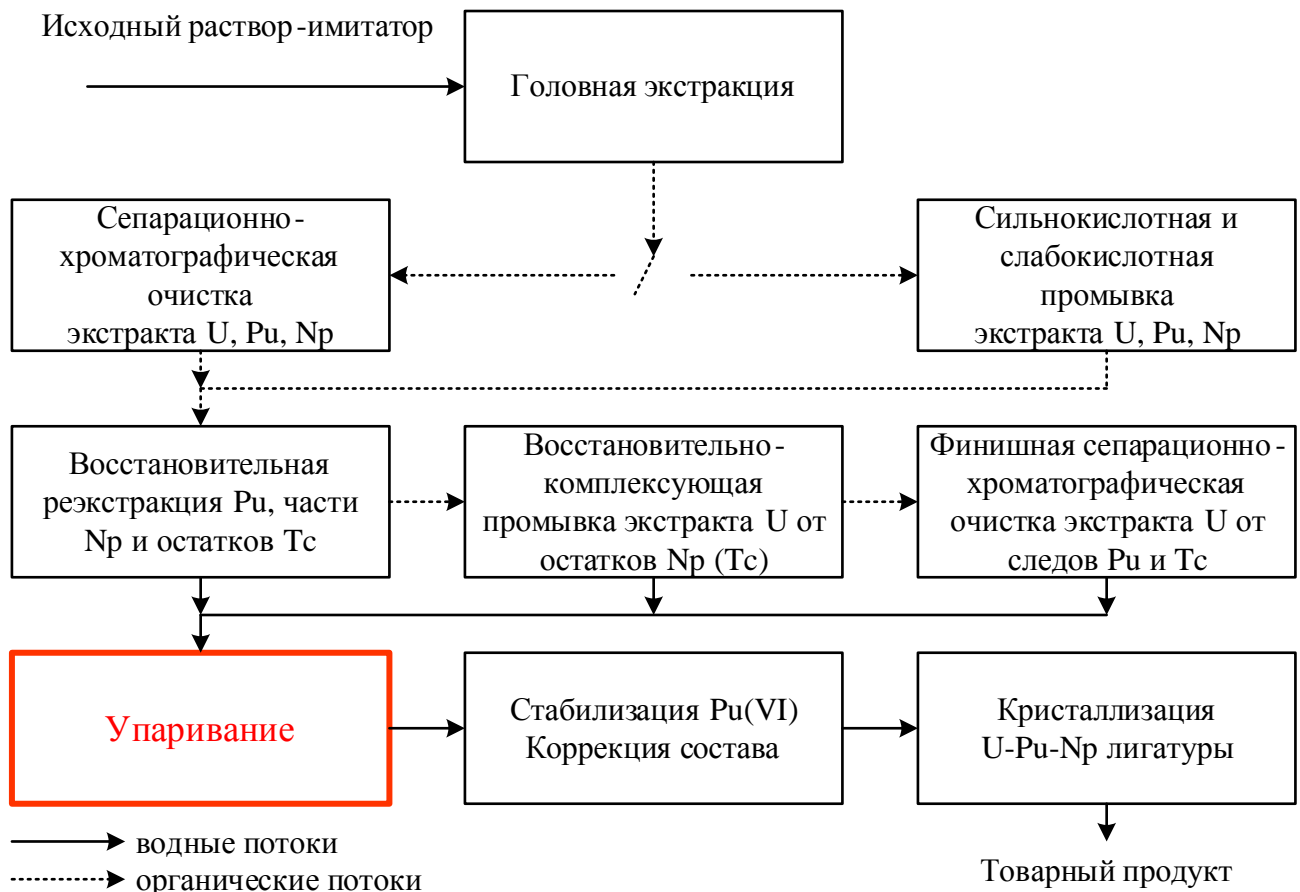 Исходный раствор-имитатор
Головная экстракция
Сепарационно-
хроматографическая
очистка
экстракта U, Pu, Np
Сильнокислотная и
слабокислотная
промывка
экстракта U, Pu, Np
Восстановительная
реэкстракция Pu, части
Np и остатков Tc
Восстановительно-
комплексующая
промывка экстракта U от
остатков Np (Tc)
Финишная сепарационно-
хроматографическая
очистка экстракта U от
следов Pu и Tc
Упаривание
Стабилизация Pu(VI)
Коррекция состава
Кристаллизация
U-Pu-Np лигатуры
водные потоки
органические потоки
Товарный продукт